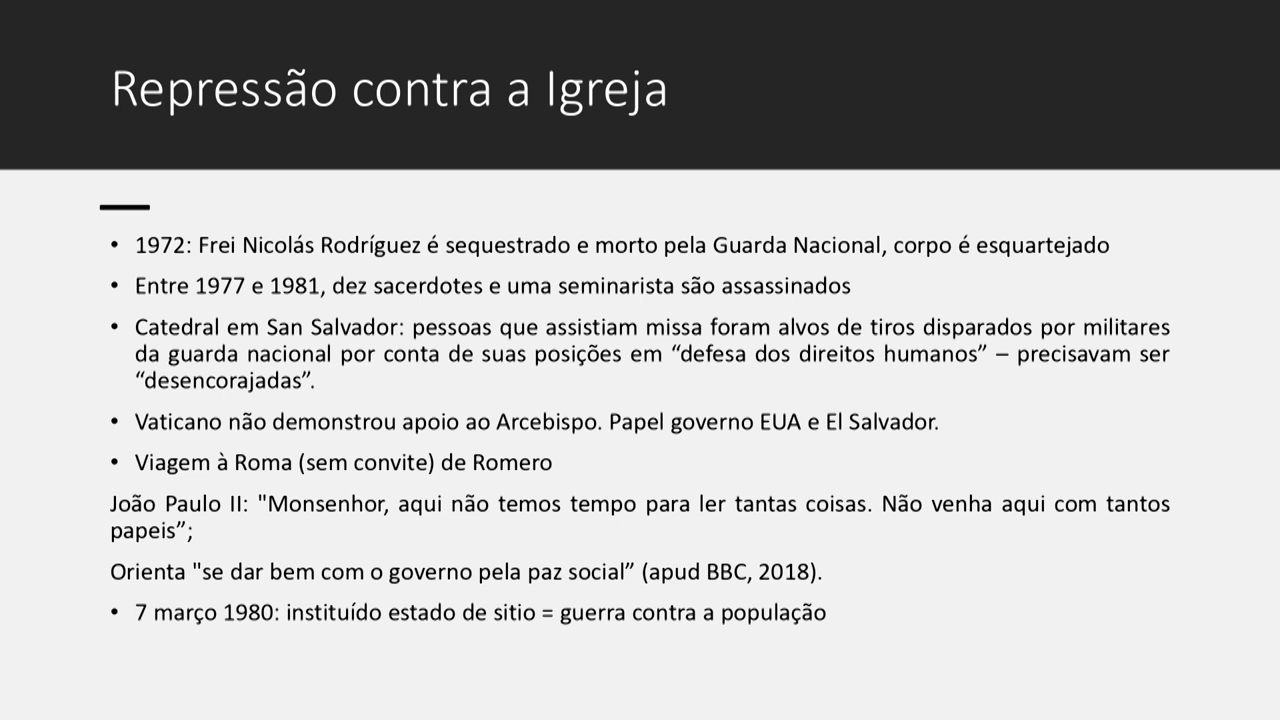 Repressão contra a Igreja
• 1972: Frei Nicolás Rodríguez é sequestrado e morto pela Guarda Nacional, corpo é esquartejado
• Entre 1977 e 1981, dez sacerdotes e uma seminarista são assassinados
• Catedral em San Salvador: pessoas que assistiam missa foram alvos de tiros disparados por militares
da guarda nacional por conta de suas posições em “defesa dos direitos humanos” – precisavam ser
“desencorajadas”.
• Vaticano não demonstrou apoio ao Arcebispo. Papel governo EUA e El Salvador.
• Viagem à Roma (sem convite) de Romero
João Paulo II: "Monsenhor, aqui não temos tempo para ler tantas coisas. Não venha aqui com tantos
papeis”;
Orienta "se dar bem com o governo pela paz social” (apud BBC, 2018).
• 7 março 1980: instituído estado de sitio = guerra contra a população